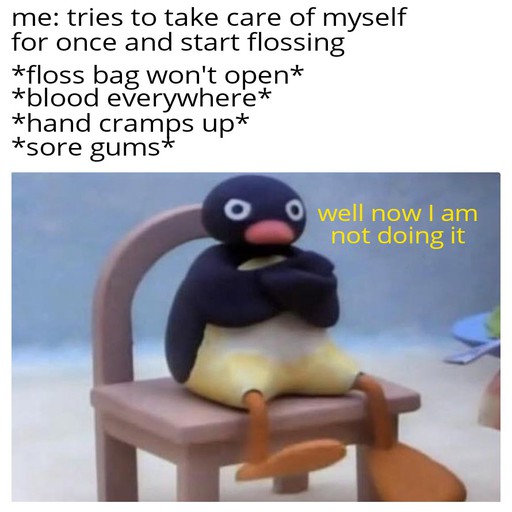 me: tries to take care of myself
for once and start flossing
*floss bag won't open*
*blood everywhere*
*hand cramps up*
*sore gums*
well now I am
not doing it